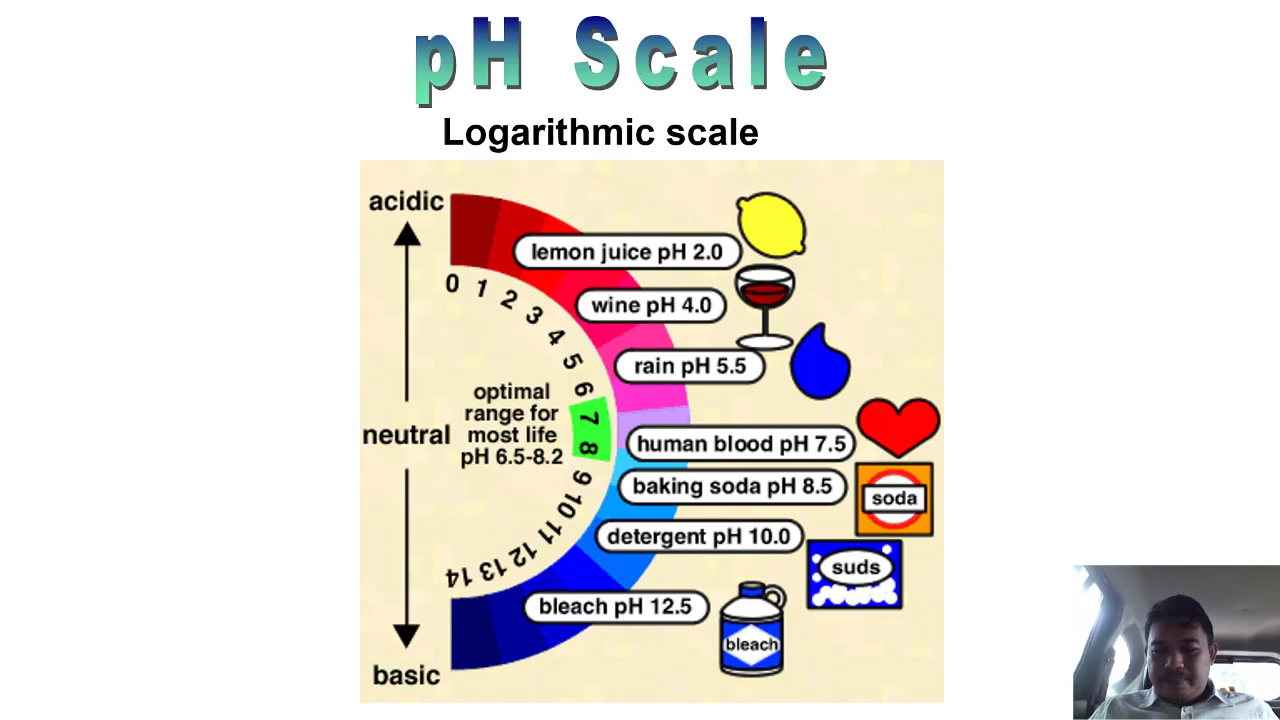 pH Scale
Logarithmic scale
acidic
lemon juice pH 2.0
0
1
2
3
4
5
6
7
8
9
10
11
12
13
14
wine pH 4.0
rain pH 5.5
optimal
range for
most life
pH 6.5-8.2
neutral
human blood pH 7.5
baking soda pH 8.5
soda
detergent pH 10.0
suds
bleach pH 12.5
bleach
basic